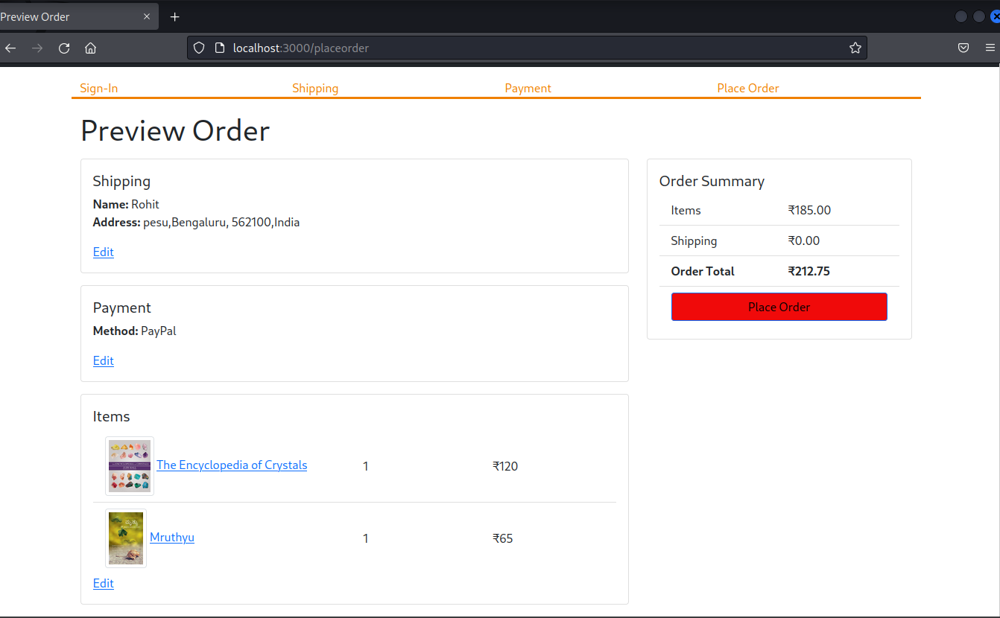 Preview Order
localhost:3000/placeorder
Sign-In Shipping Payment Place Order
Preview Order
Shipping
Name: Rohit
Address: pesu,Bengaluru, 562100,India
Edit
Payment
Method: PayPal
Edit
Items
The Encyclopedia of Crystals 1 ₹120
Mruthyu 1 ₹65
Edit
Order Summary
Items ₹185.00
Shipping ₹0.00
Order Total ₹212.75
Place Order